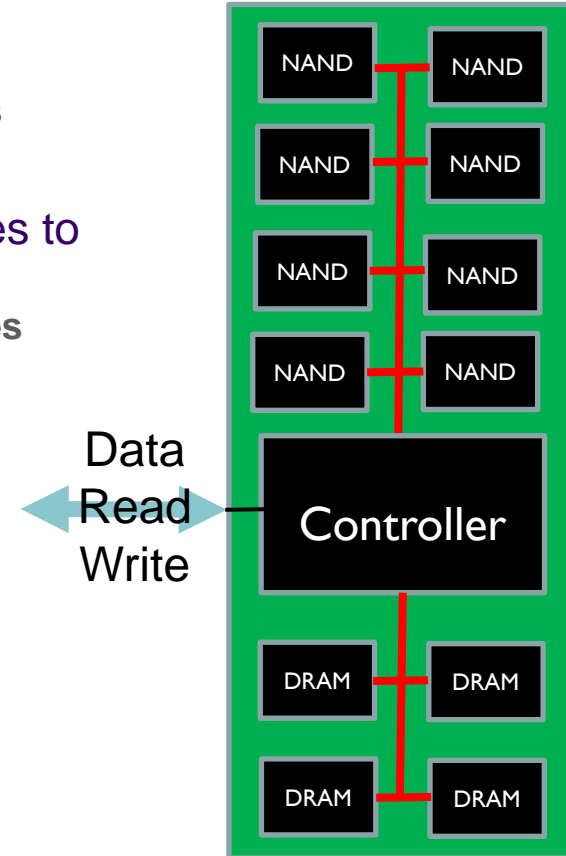 es to
es
NAND NAND
NAND NAND
NAND NAND
NAND NAND
Data
Read
Write
Controller
DRAM DRAM
DRAM DRAM